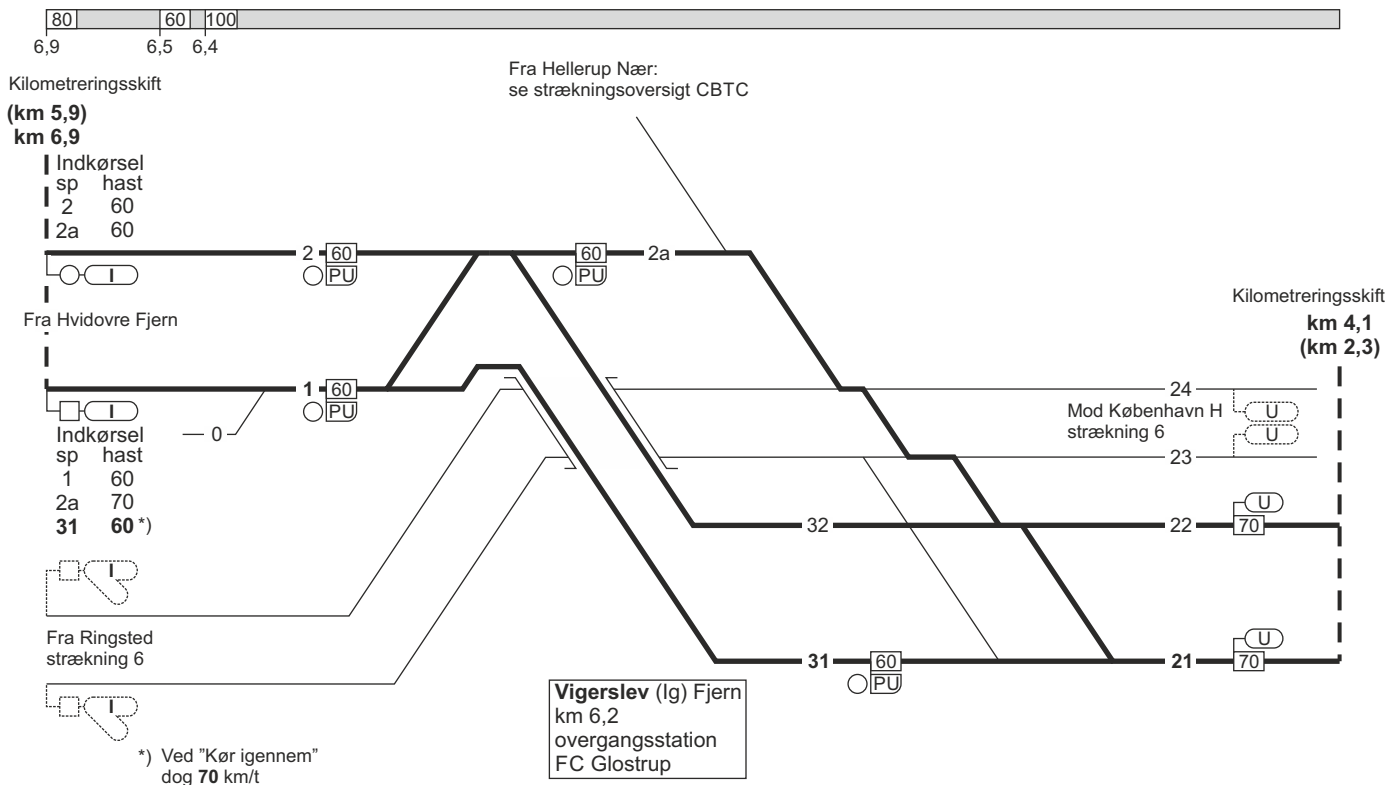 80 60 100
6,9 6,5 6,4
Kilometreringsskift
(km 5,9)
km 6,9
Indkørsel
sp hast
2 60
2a 60
Fra Hellerup Nær:
se strækningsoversigt CBTC
2 60
60 2a
I
PU
PU
Fra Hvidovre Fjern
Kilometreringsskift
km 4,1
(km 2,3)
1 60
24
I
PU
Mod København H
strækning 6
U
U
Indkørsel
sp hast
1 60
2a 70
31 60 *)
0
23
U
32
22 70
I
Fra Ringsted
strækning 6
U
31 60
21 70
PU
I
Vigerslev (Ig) Fjern
km 6,2
overgangsstation
FC Glostrup
*) Ved "Kør igennem"
dog 70 km/t